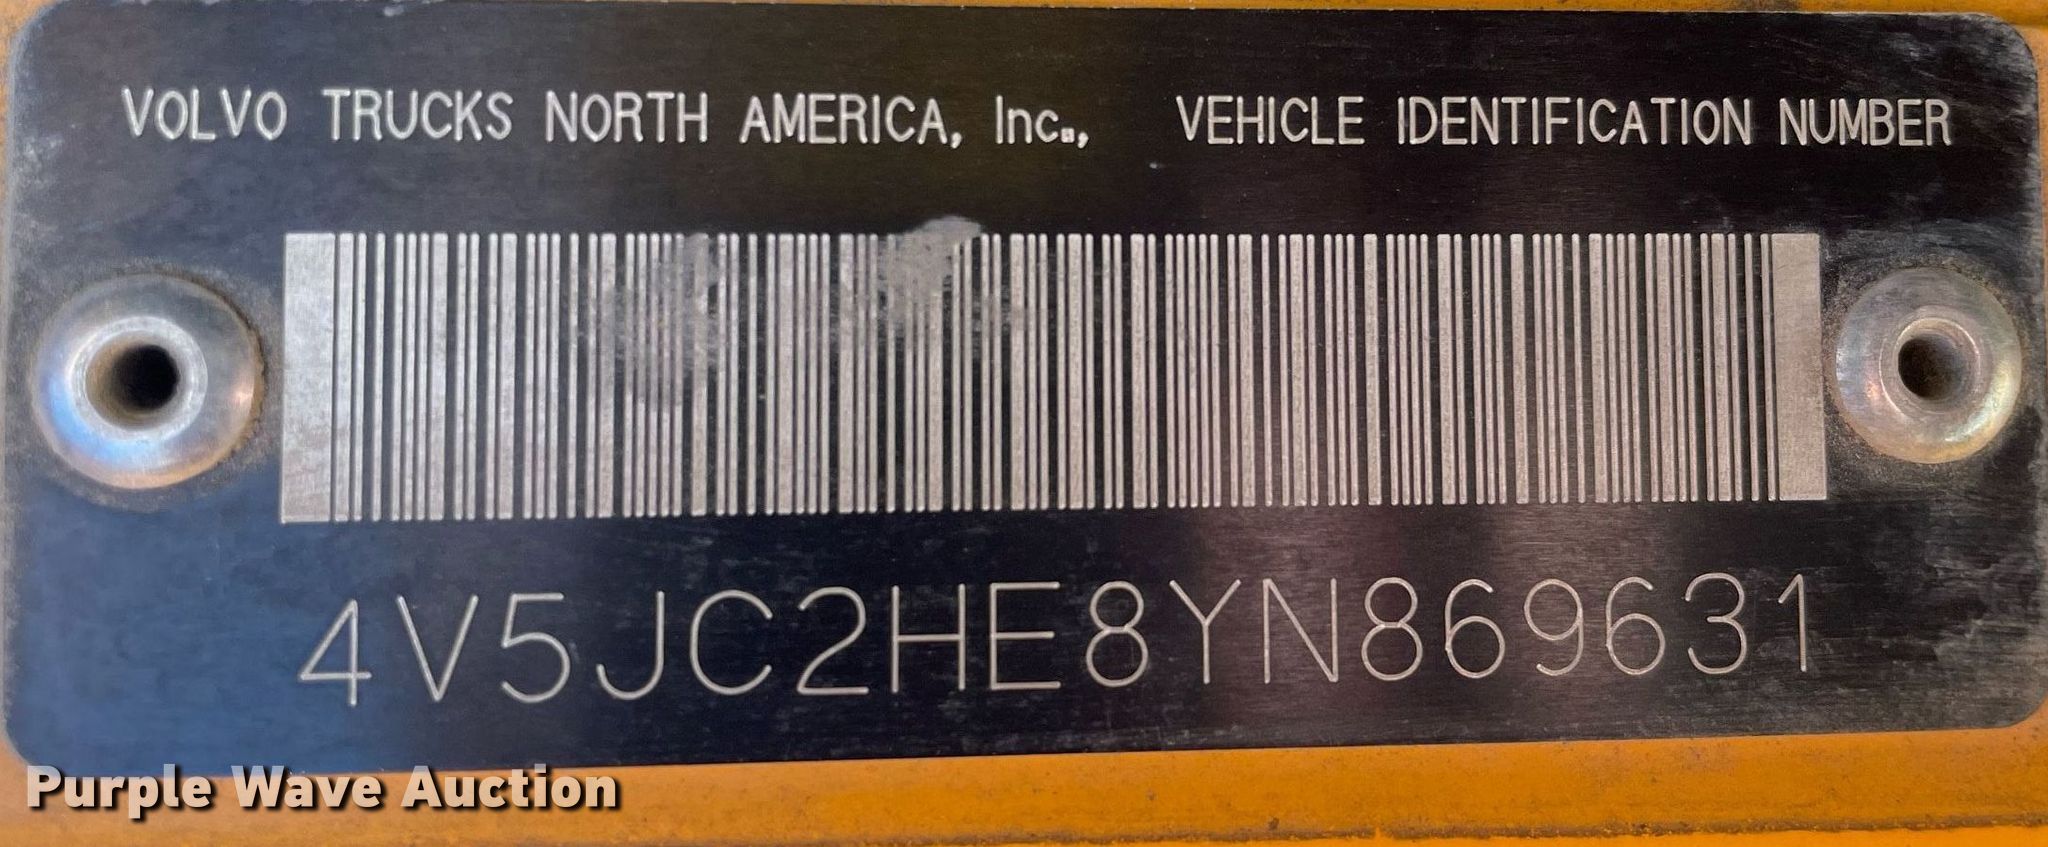 VOLVO TRUCKS NORTH AMERICA, Inc., VEHICLE IDENTIFICATION NUMBER
4V5JC2HE8YN869631
Purple Wave Auction